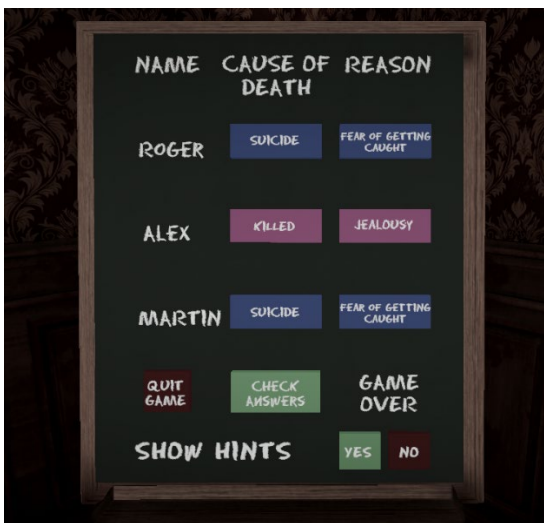 NAME CAUSE OF DEATH REASON
ROGER SUICIDE FEAR OF GETTING CAUGHT
ALEX KILLED JEALOUSY
MARTIN SUICIDE FEAR OF GETTING CAUGHT
QUIT GAME CHECK ANSWERS GAME OVER
SHOW HINTS YES NO